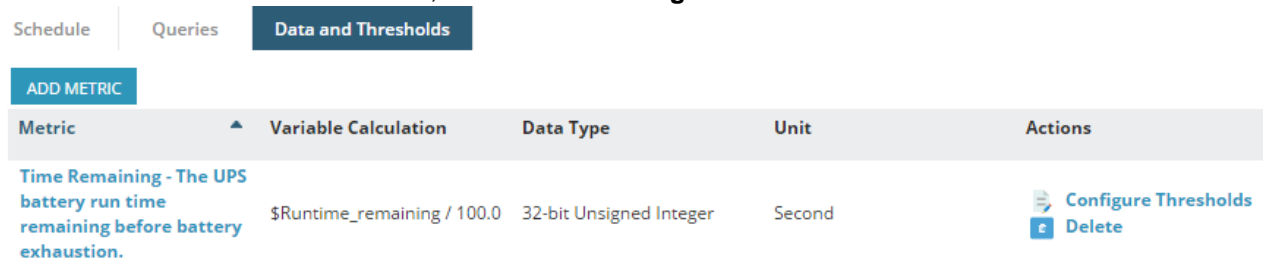 Schedule Queries Data and Thresholds
ADD METRIC
Metric Variable Calculation Data Type Unit Actions
Time Remaining - The UPS
battery run time
remaining before battery
exhaustion.
$Runtime_remaining / 100.0 32-bit Unsigned Integer Second
Configure Thresholds
Delete